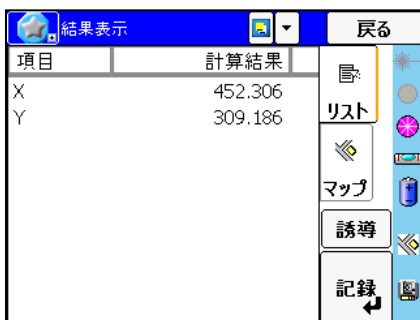 結果表示
戻る
項目 計算結果
X 452.306
Y 309.186
リスト
マップ
誘導
記録